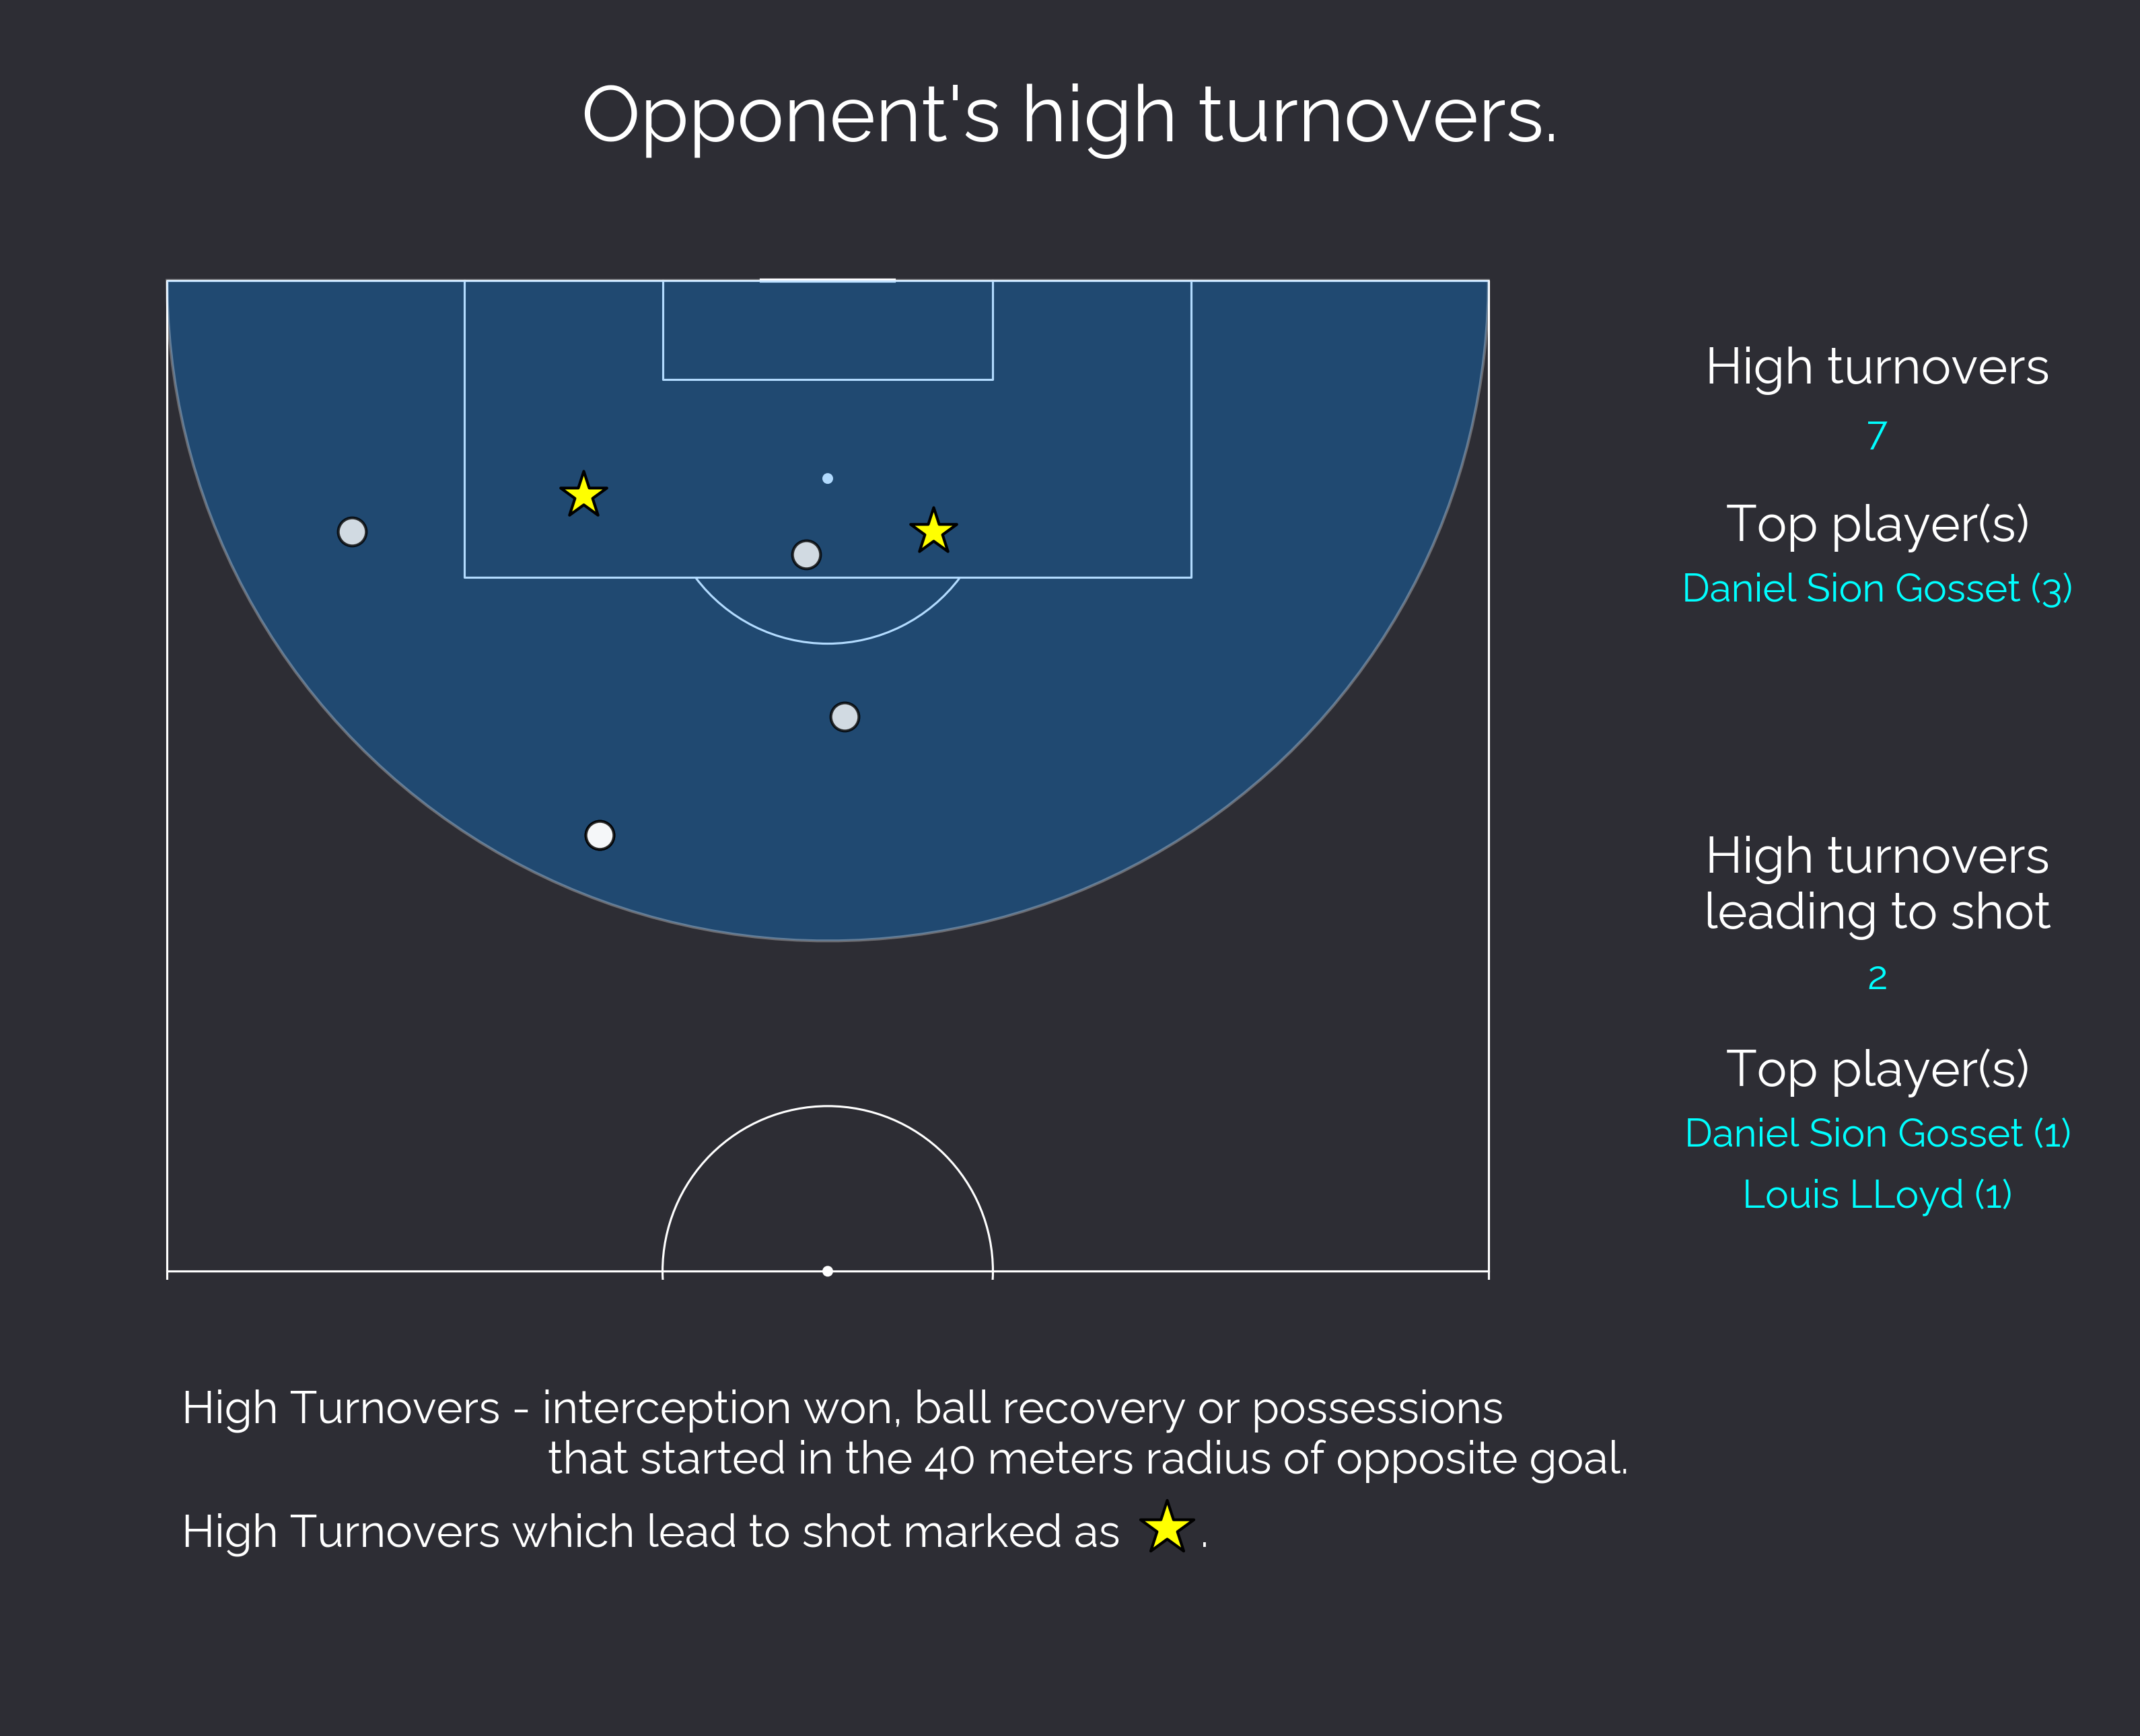 Opponent's high turnovers.
High turnovers
7
Top player(s)
Daniel Sion Gosset (3)
High turnovers
leading to shot
2
Top player(s)
Daniel Sion Gosset (1)
Louis LLoyd (1)
High Turnovers - interception won, ball recovery or possessions
that started in the 40 meters radius of opposite goal.
High Turnovers which lead to shot marked as .